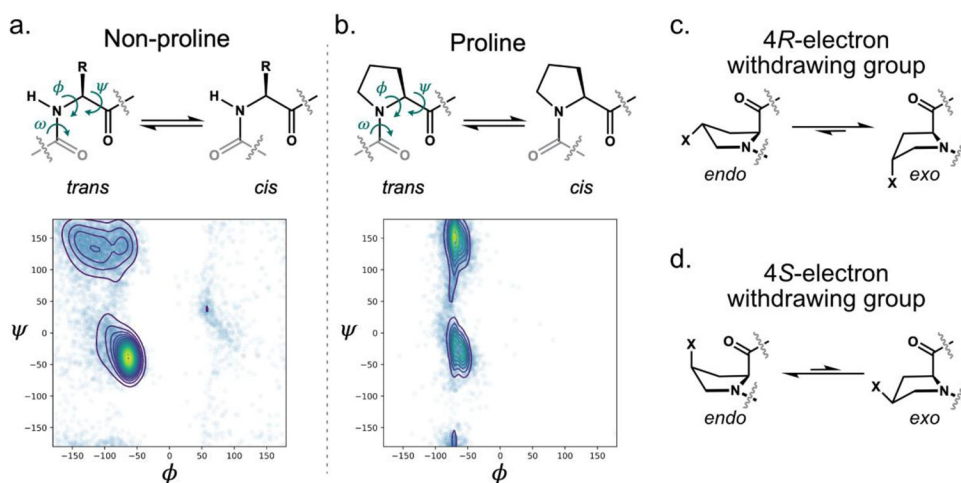 a.
Non-proline
R
H
N
ϕ
ψ
ω
O
O
trans
R
H
N
O
O
cis
150
100
50
0
−50
−100
−150
ψ
−150 −100 −50 0 50 100 150
ϕ
b.
Proline
ϕ
ψ
N
ω
O
O
trans
N
O
O
cis
150
100
50
0
−50
−100
−150
ψ
−150 −100 −50 0 50 100 150
ϕ
c.
4R-electron
withdrawing group
O
X
N
endo
O
N
X
exo
d.
4S-electron
withdrawing group
X
O
N
endo
O
X
N
exo